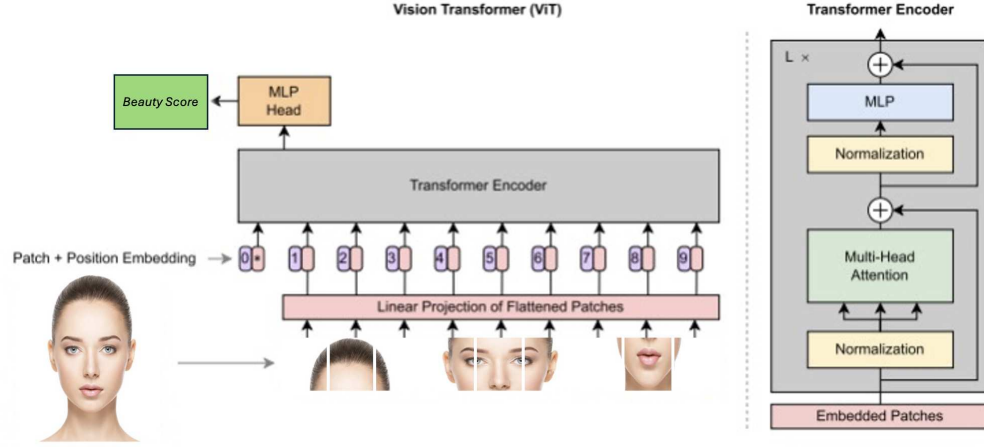 Vision Transformer (ViT)
Transformer Encoder
L ×
Beauty Score
MLP
Head
MLP
Normalization
Transformer Encoder
Patch + Position Embedding
0 *
1
2
3
4
5
6
7
8
9
Multi-Head
Attention
Linear Projection of Flattened Patches
Normalization
Embedded Patches